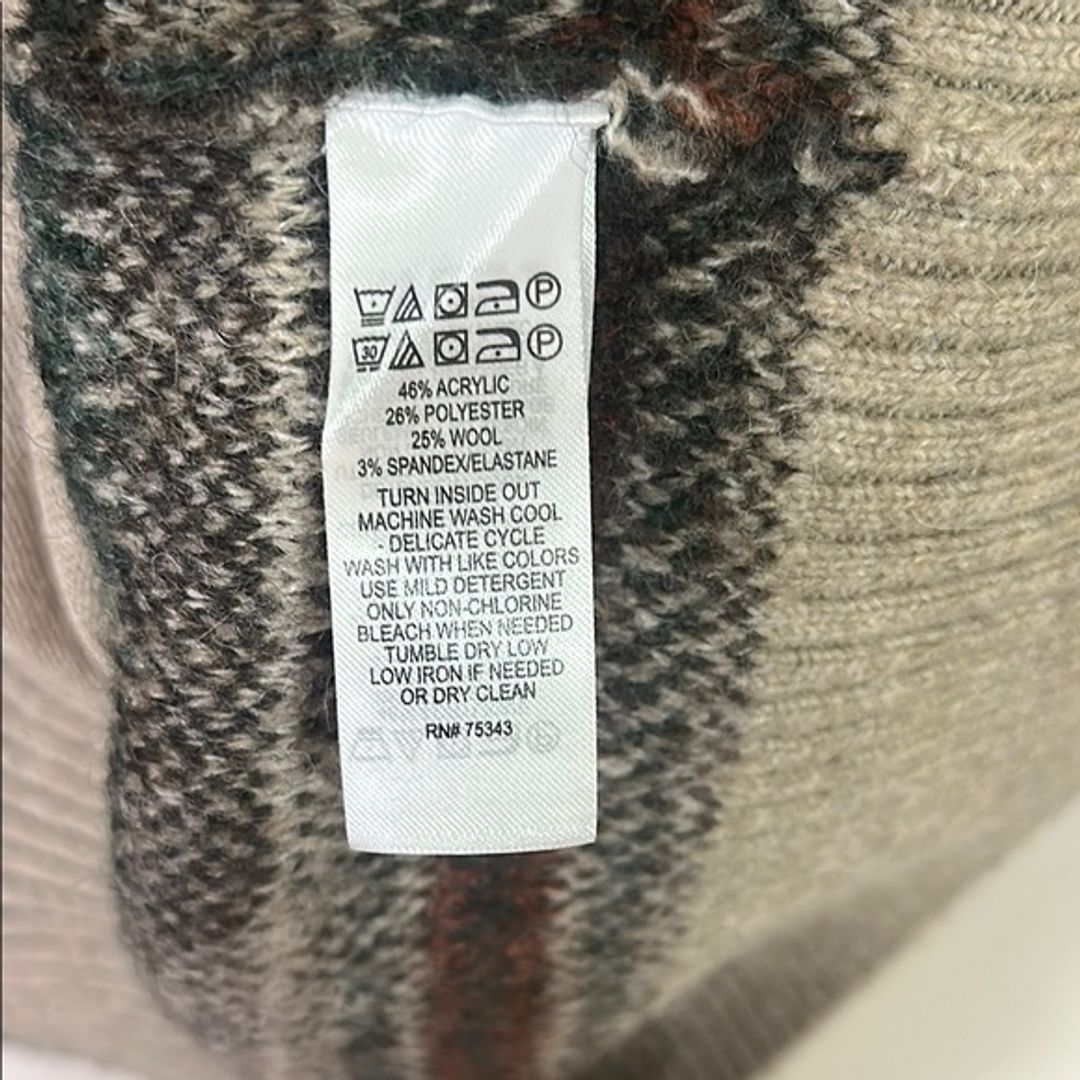 P
30 P
46% ACRYLIC
26% POLYESTER
25% WOOL
3% SPANDEX/ELASTANE
TURN INSIDE OUT
MACHINE WASH COOL
- DELICATE CYCLE
WASH WITH LIKE COLORS
USE MILD DETERGENT
ONLY NON-CHLORINE
BLEACH WHEN NEEDED
TUMBLE DRY LOW
LOW IRON IF NEEDED
OR DRY CLEAN
RN# 75343